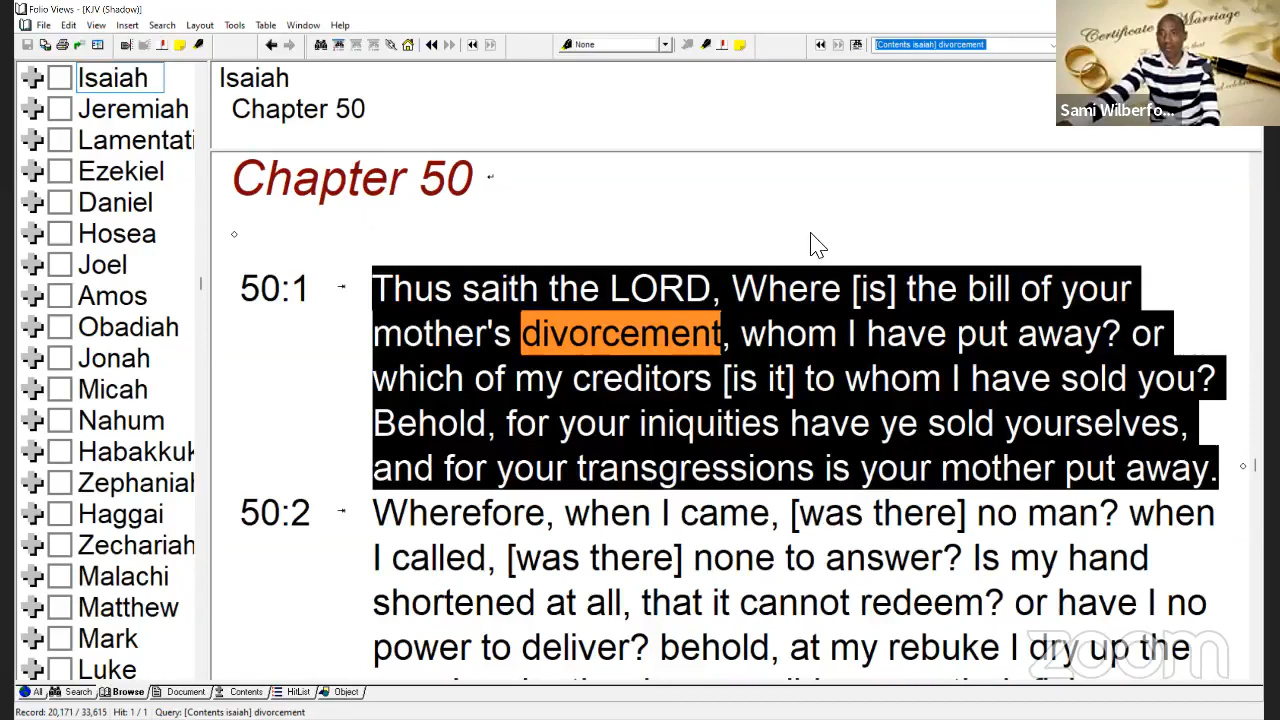 Folio Views - [KJV (Shadow)]
File Edit View Insert Search Layout Tools Table Window Help
None
[Contents isaiah] divorcement
Certificate Marriage
Sami Wilberfo...
Isaiah
Jeremiah
Lamentati
Ezekiel
Daniel
Hosea
Joel
Amos
Obadiah
Jonah
Micah
Nahum
Habakkuk
Zephaniah
Haggai
Zechariah
Malachi
Matthew
Mark
Luke
Isaiah
Chapter 50
Chapter 50
50:1 Thus saith the LORD, Where [is] the bill of your
mother's divorcement, whom I have put away? or
which of my creditors [is it] to whom I have sold you?
Behold, for your iniquities have ye sold yourselves,
and for your transgressions is your mother put away.
50:2 Wherefore, when I came, [was there] no man? when
I called, [was there] none to answer? Is my hand
shortened at all, that it cannot redeem? or have I no
power to deliver? behold, at my rebuke I dry up the
zoom
All Search Browse Document Contents HitList Object
Record: 20,171 / 33,615 Hit: 1 / 1 Query: [Contents isaiah] divorcement